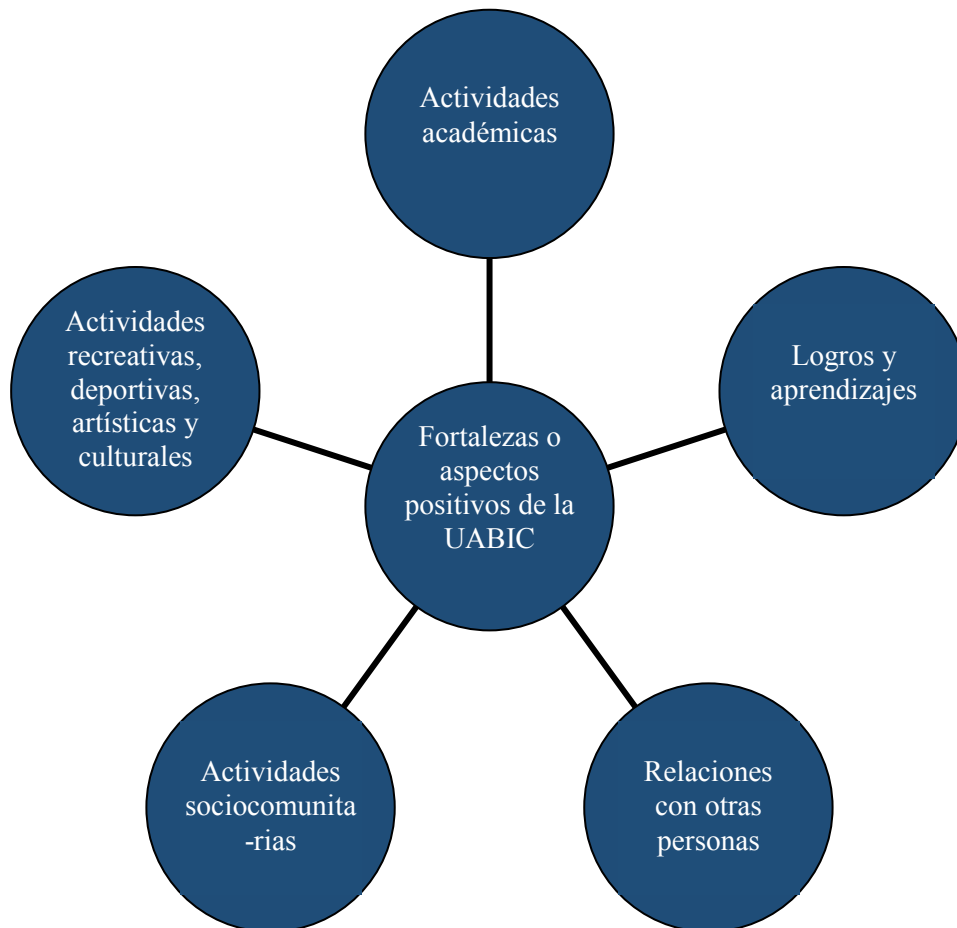 Actividades
académicas
Actividades
recreativas,
deportivas,
artísticas y
culturales
Logros y
aprendizajes
Fortalezas o
aspectos
positivos de la
UABIC
Actividades
sociocomunita
-rias
Relaciones
con otras
personas